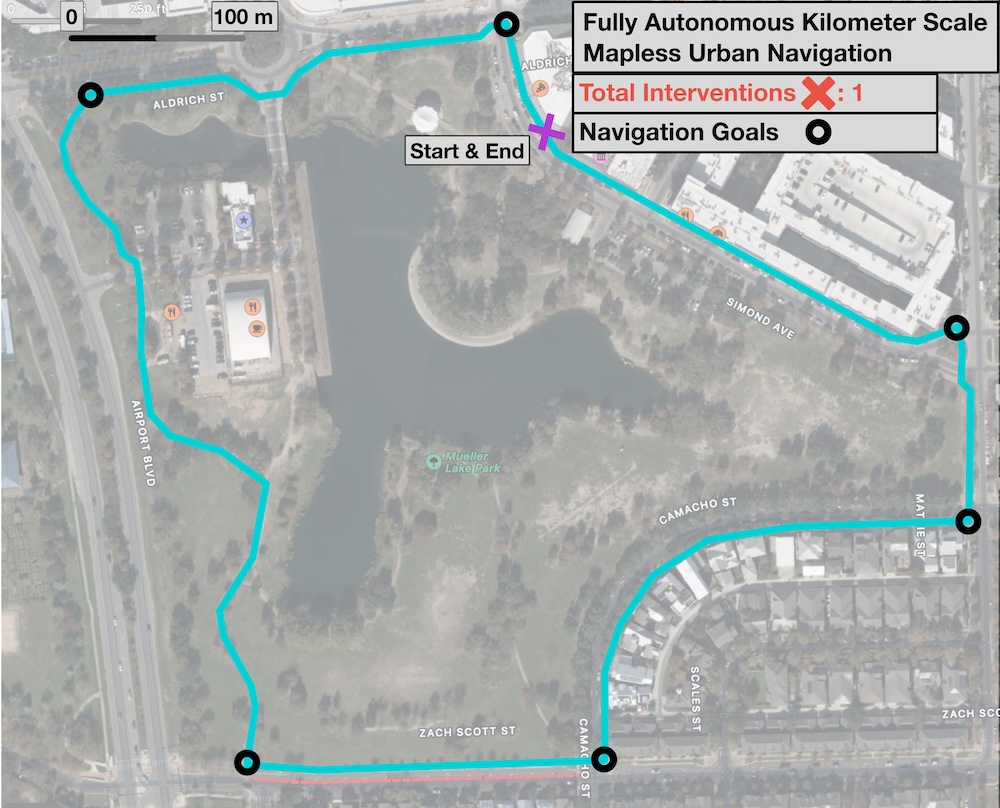 0
0
250 ft
100 m
Fully Autonomous Kilometer Scale
Mapless Urban Navigation
Total Interventions ✖: 1
Navigation Goals
ALDRICH
ALDRICH ST
Start & End
SIMOND AVE
AIRPORT BLVD
Mueller
Lake Park
CAMACHO ST
MATTIE ST
SCALES ST
ZACH SCO
ZACH SCOTT ST
CAMACHO ST